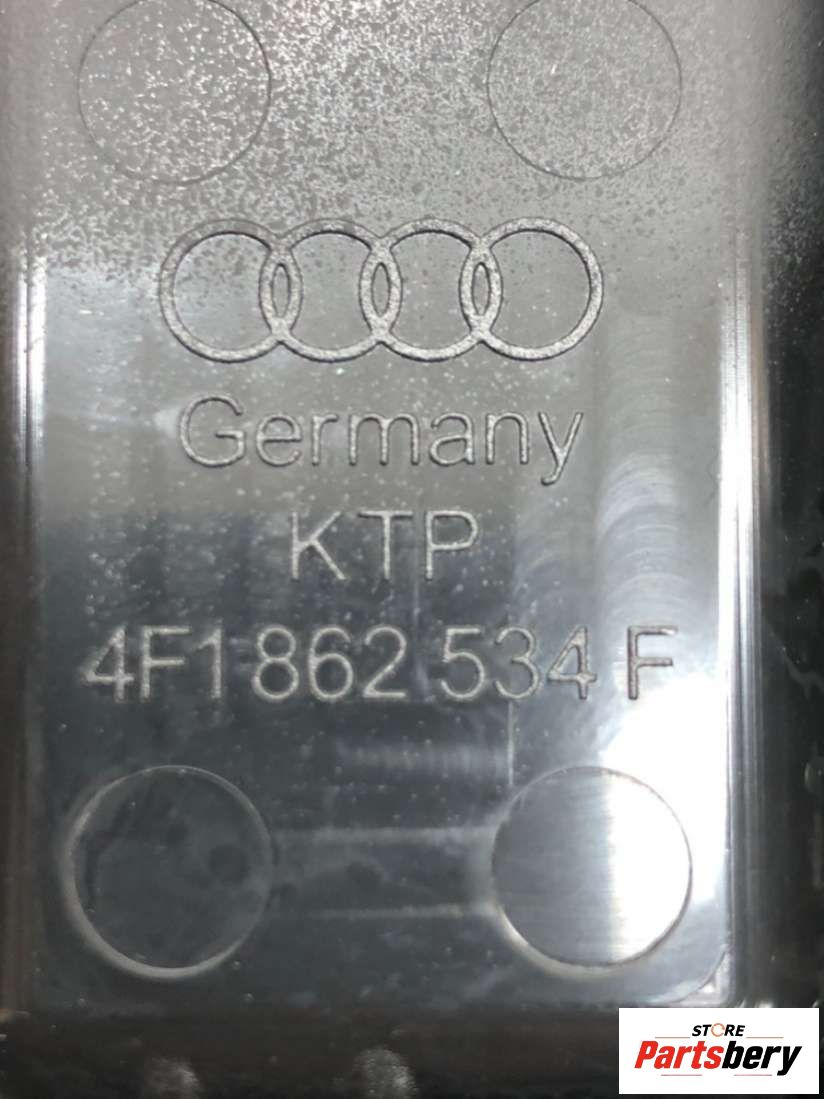 Germany
KTP
4F1 862 534 F
STORE
Partsbery